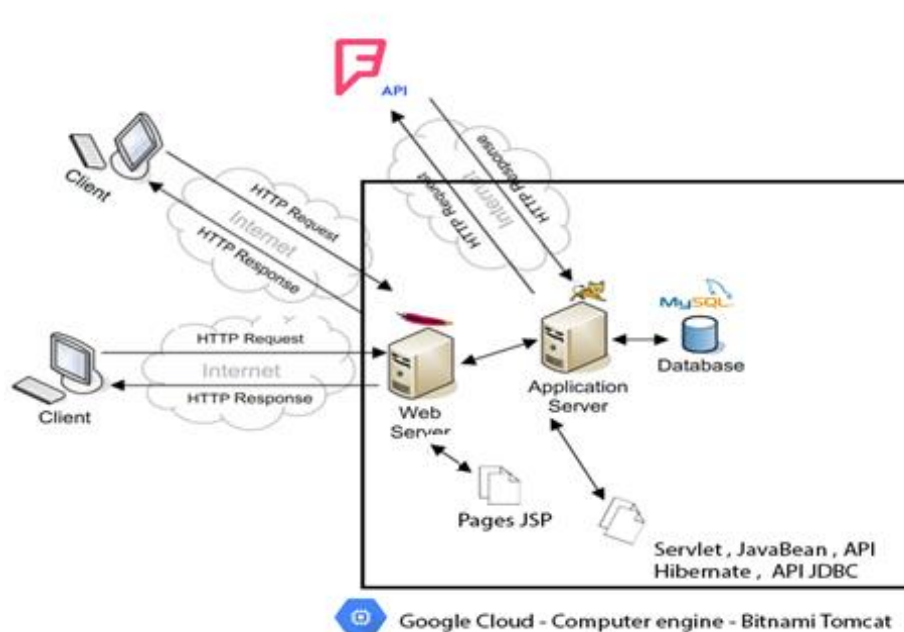 API
HTTP Request
HTTP Response
Internet
Client
HTTP Request
Internet
HTTP Response
MySQL
Database
Application
Server
HTTP Request
Internet
HTTP Response
Client
Web
Server
Pages JSP
Servlet , JavaBean , API
Hibernate , API JDBC
Google Cloud - Computer engine - Bitnami Tomcat